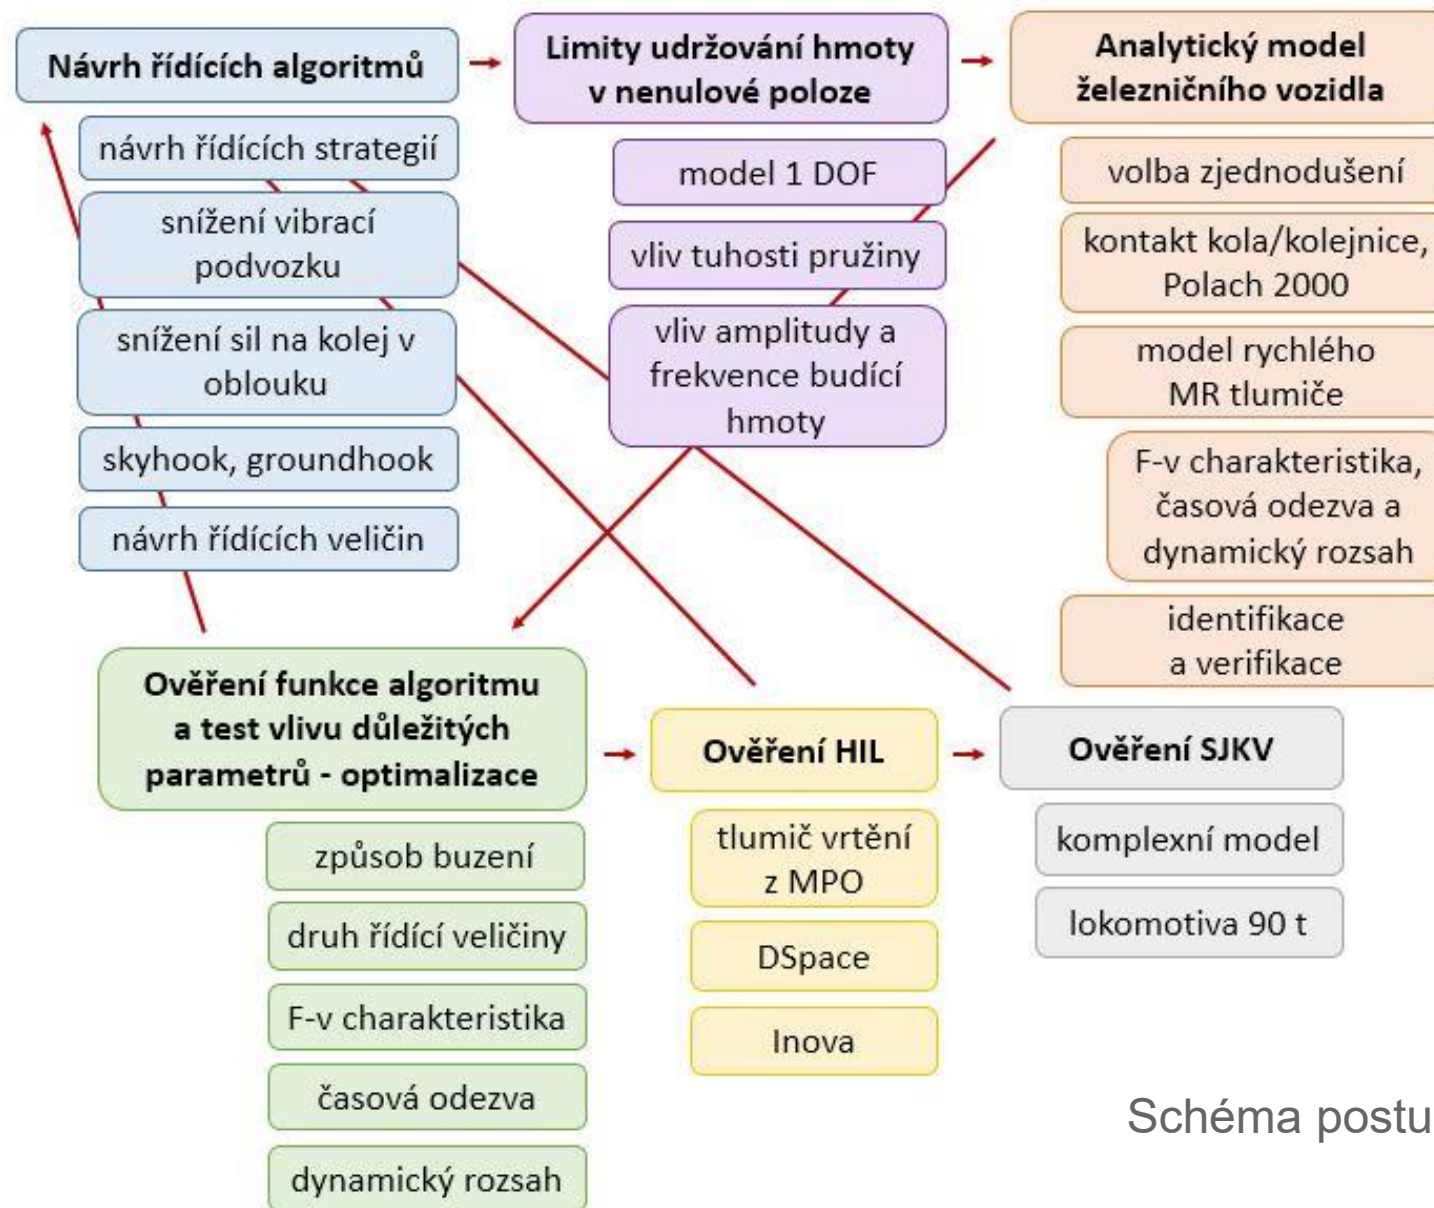 Návrh řídících algoritmů
návrh řídících strategií
snížení vibrací
podvozku
snížení sil na kolej v
oblouku
skyhook, groundhook
návrh řídících veličin
Limity udržování hmoty
v nenulové poloze
model 1 DOF
vliv tuhosti pružiny
vliv amplitudy a
frekvence budící
hmoty
Analytický model
železničního vozidla
volba zjednodušení
kontakt kola/kolejnice,
Polach 2000
model rychlého
MR tlumiče
F-v charakteristika,
časová odezva a
dynamický rozsah
identifikace
a verifikace
Ověření funkce algoritmu
a test vlivu důležitých
parametrů - optimalizace
způsob buzení
druh řídící veličiny
F-v charakteristika
časová odezva
dynamický rozsah
Ověření HIL
tlumič vrtění
z MPO
DSpace
Inova
Ověření SJKV
komplexní model
lokomotiva 90 t
Schéma postu